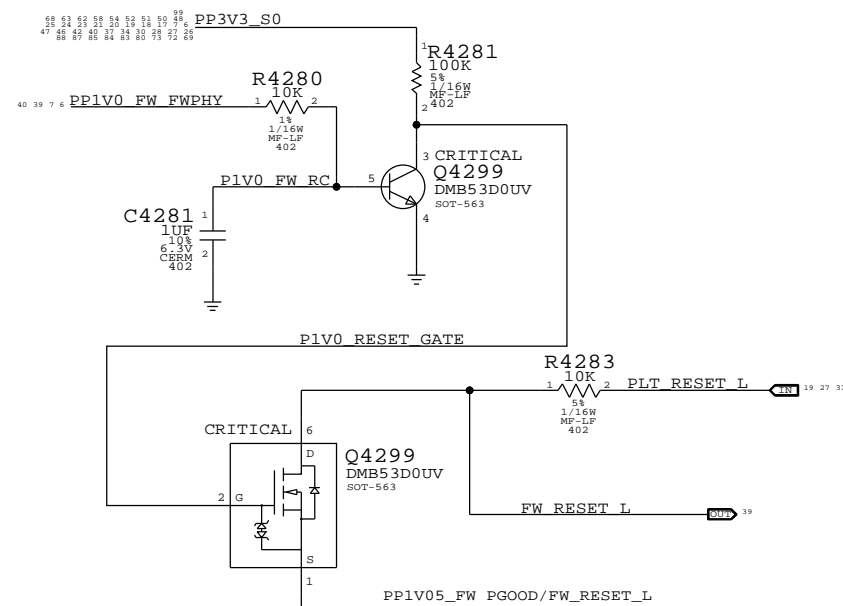 99
68 63 62 58 54 52 51 50 48
25 24 23 21 20 19 18 17 7 6
47 46 42 40 37 34 30 28 27 26
88 87 85 84 83 80 73 72 69
PP3V3_S0
1
R4281
100K
5%
1/16W
MF-LF
402
2
R4280
10K
40 39 7 6 PP1V0_FW_FWPHY 1 2
1%
1/16W
MF-LF
402
3 CRITICAL
Q4299
DMB53D0UV
SOT-563
5
4
P1V0_FW_RC
C4281 1
1UF
10%
6.3V
CERM
402
2
P1V0_RESET_GATE
R4283
10K
1 2 PLT_RESET_L IN 19 27
5%
1/16W
MF-LF
402
CRITICAL 6
D
Q4299
DMB53D0UV
SOT-563
2 G
FW_RESET_L OUT 39
S
1
PP1V05_FW PGOOD/FW_RESET_L